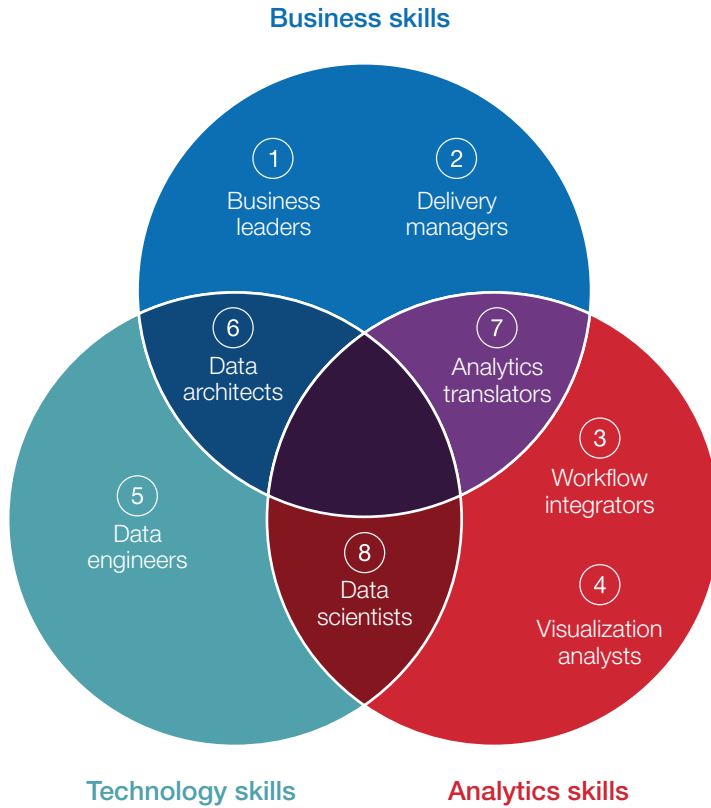 Business skills
1
Business
leaders
2
Delivery
managers
6
Data
architects
7
Analytics
translators
3
Workflow
integrators
5
Data
engineers
8
Data
scientists
4
Visualization
analysts
Technology skills
Analytics skills